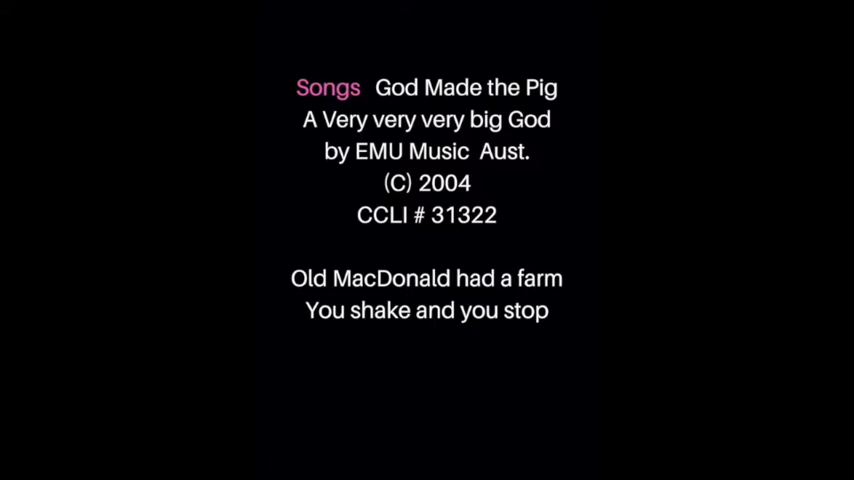 Songs God Made the Pig
A Very very very big God
by EMU Music Aust.
(C) 2004
CCLI # 31322
Old MacDonald had a farm
You shake and you stop